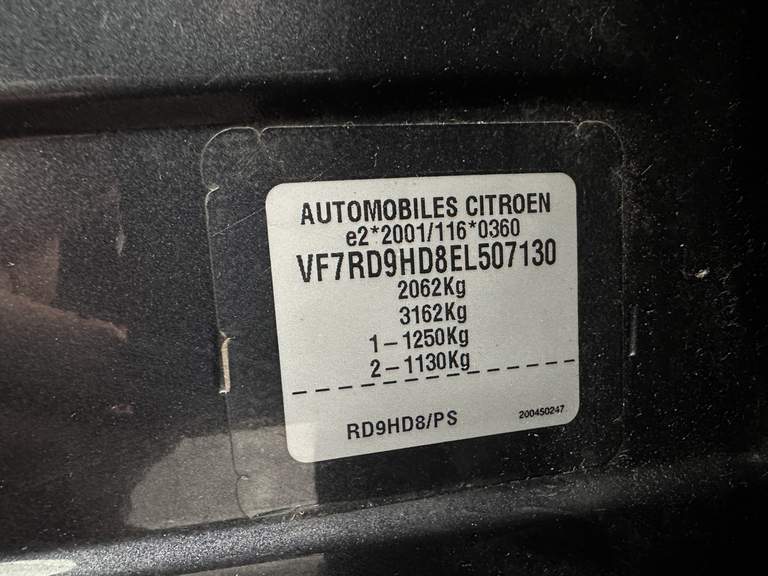 AUTOMOBILES CITROEN
e2*2001/116*0360
VF7RD9HD8EL507130
2062Kg
3162Kg
1-1250Kg
2-1130Kg
RD9HD8/PS
200450247